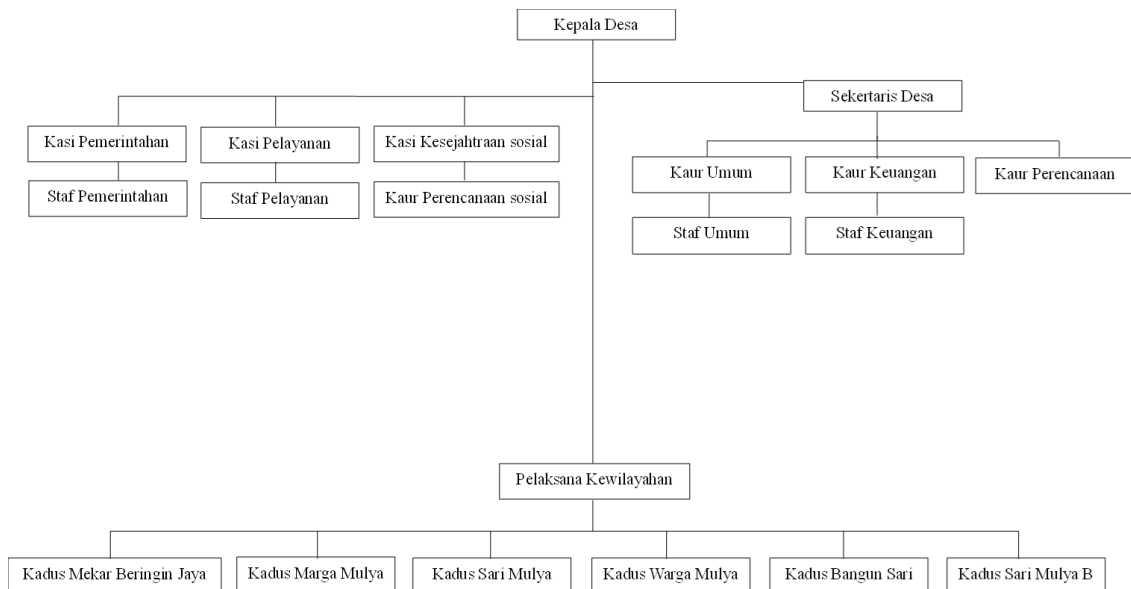 Kepala Desa
Sekertaris Desa
Kasi Pemerintahan
Kasi Pelayanan
Kasi Kesejahtraan sosial
Staf Pemerintahan
Staf Pelayanan
Kaur Perencanaan sosial
Kaur Umum
Kaur Keuangan
Kaur Perencanaan
Staf Umum
Staf Keuangan
Pelaksana Kewilayahan
Kadus Mekar Beringin Jaya
Kadus Marga Mulya
Kadus Sari Mulya
Kadus Warga Mulya
Kadus Bangun Sari
Kadus Sari Mulya B